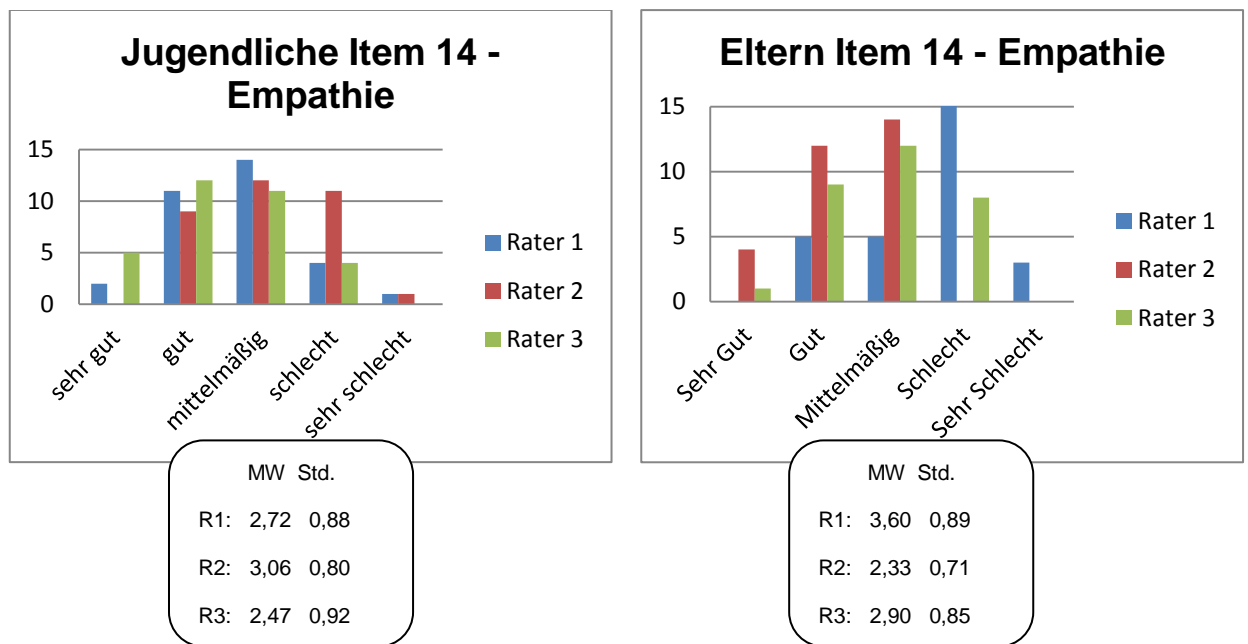 Jugendliche Item 14 -
Empathie
15
10
5
0
sehr gut
gut
mittelmäßig
schlecht
sehr schlecht
Rater 1
Rater 2
Rater 3
MW Std.
R1: 2,72 0,88
R2: 3,06 0,80
R3: 2,47 0,92
Eltern Item 14 - Empathie
15
10
5
0
Sehr Gut
Gut
Mittelmäßig
Schlecht
Sehr Schlecht
Rater 1
Rater 2
Rater 3
MW Std.
R1: 3,60 0,89
R2: 2,33 0,71
R3: 2,90 0,85